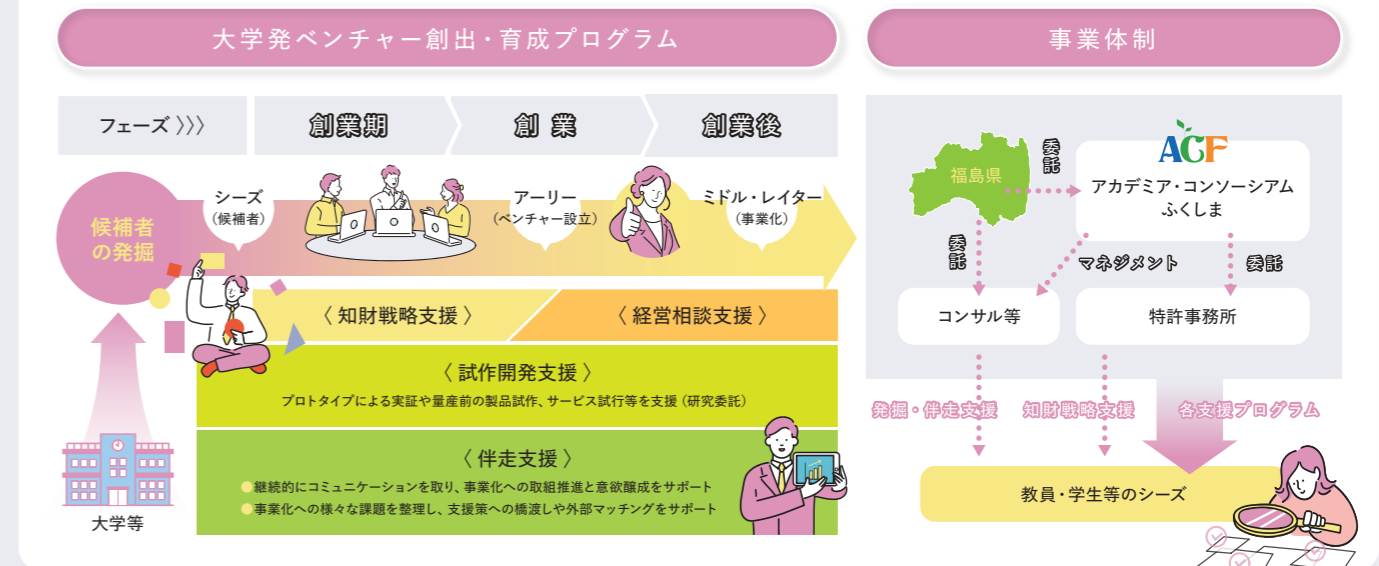 大学発ベンチャー創出・育成プログラム
フェーズ 〉〉〉
創業期
創 業
創業後
候補者
の発掘
シーズ
（候補者）
アーリー
（ベンチャー設立）
ミドル・レイター
（事業化）
〈 知財戦略支援 〉
〈 経営相談支援 〉
〈 試作開発支援 〉
プロトタイプによる実証や量産前の製品試作、サービス試行等を支援（研究委託）
〈 伴走支援 〉
●継続的にコミュニケーションを取り、事業化への取組推進と意欲醸成をサポート
●事業化への様々な課題を整理し、支援策への橋渡しや外部マッチングをサポート
大学等
事業体制
福島県
委託
ACF
アカデミア・コンソーシアム
ふくしま
委託
マネジメント
委託
コンサル等
特許事務所
発掘・伴走支援
知財戦略支援
各支援プログラム
教員・学生等のシーズ